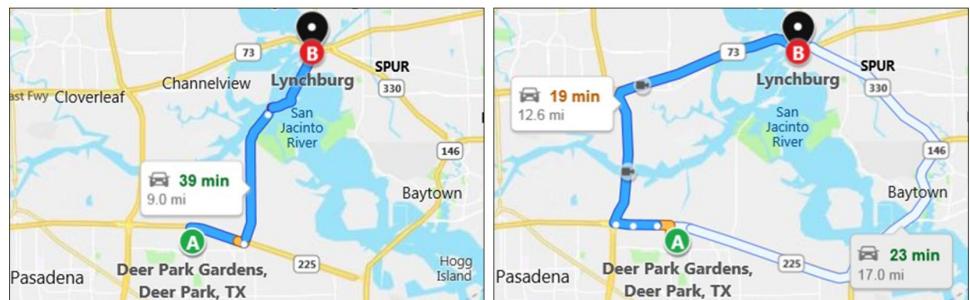 73
B
Lynchburg
SPUR
330
Channelview
ast Fwy
Cloverleaf
San
Jacinto
River
146
39 min
9.0 mi
Baytown
A
Deer Park Gardens,
Deer Park, TX
225
Hogg
Island
Pasadena
73
B
Lynchburg
SPUR
330
19 min
12.6 mi
San
Jacinto
River
146
Baytown
A
Deer Park Gardens,
Deer Park, TX
225
23 min
17.0 mi
Pasadena